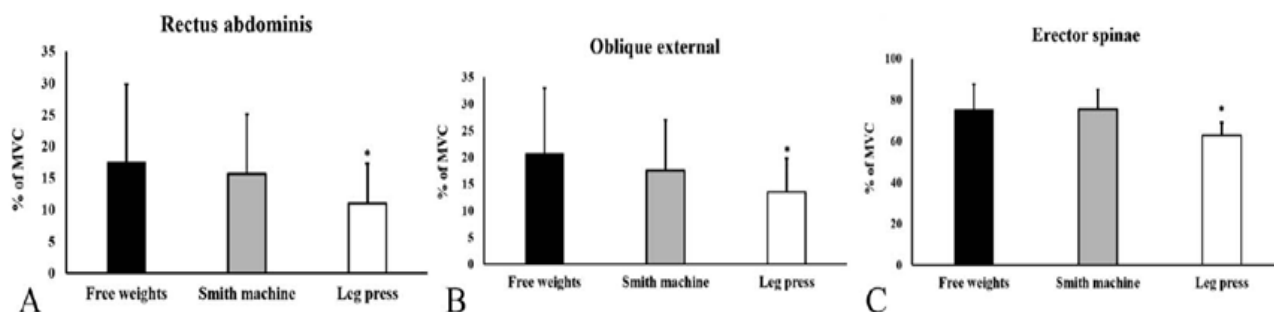 Rectus abdominis
% of MVC
35
30
25
20
15
10
5
0
*
Free weights Smith machine Leg press
A
Oblique external
% of MVC
35
30
25
20
15
10
5
0
*
Free weights Smith machine Leg press
B
Erector spinae
% of MVC
100
80
60
40
20
0
*
Free weights Smith machine Leg press
C